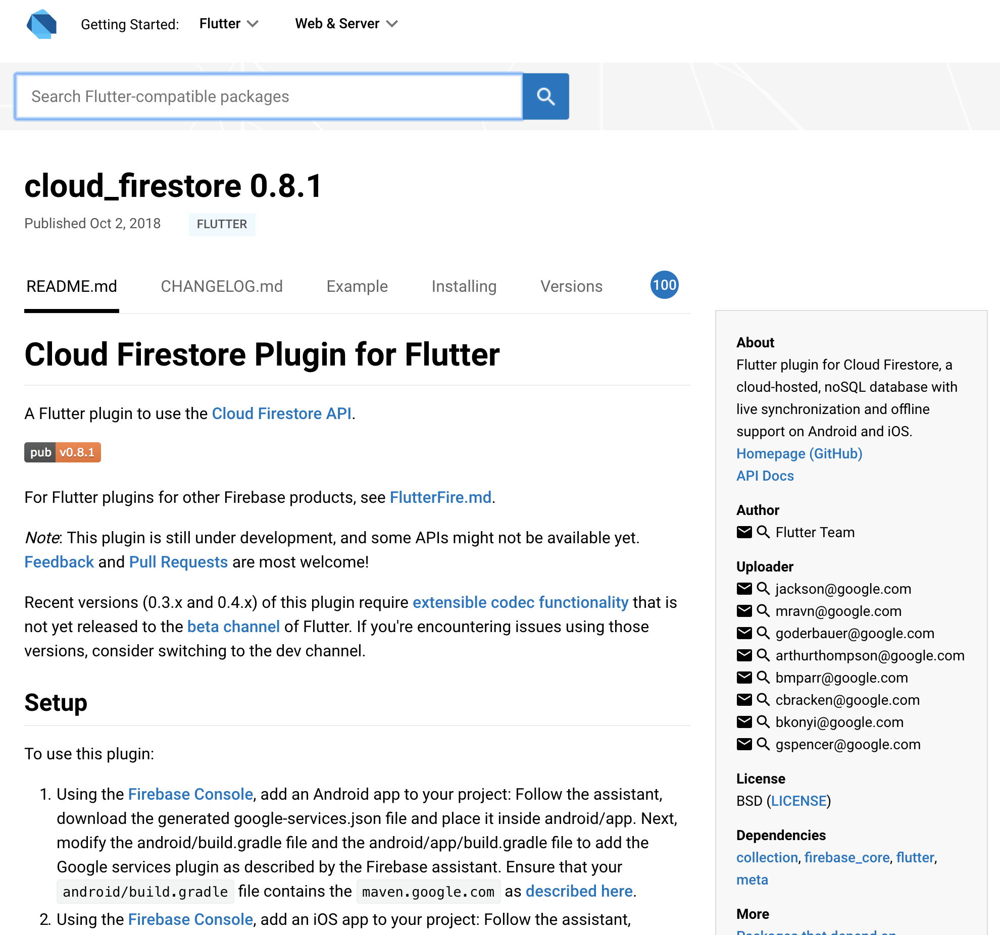 Getting Started: Flutter Web & Server
Search Flutter-compatible packages
cloud_firestore 0.8.1
Published Oct 2, 2018 FLUTTER
README.md CHANGELOG.md Example Installing Versions 100
Cloud Firestore Plugin for Flutter
A Flutter plugin to use the Cloud Firestore API.
pub v0.8.1
For Flutter plugins for other Firebase products, see FlutterFire.md.
Note: This plugin is still under development, and some APIs might not be available yet.
Feedback and Pull Requests are most welcome!
Recent versions (0.3.x and 0.4.x) of this plugin require extensible codec functionality that is
not yet released to the beta channel of Flutter. If you're encountering issues using those
versions, consider switching to the dev channel.
Setup
To use this plugin:
1. Using the Firebase Console, add an Android app to your project: Follow the assistant,
download the generated google-services.json file and place it inside android/app. Next,
modify the android/build.gradle file and the android/app/build.gradle file to add the
Google services plugin as described by the Firebase assistant. Ensure that your
android/build.gradle file contains the maven.google.com as described here.
2. Using the Firebase Console, add an iOS app to your project: Follow the assistant,
About
Flutter plugin for Cloud Firestore, a
cloud-hosted, noSQL database with
live synchronization and offline
support on Android and iOS.
Homepage (GitHub)
API Docs
Author
Flutter Team
Uploader
jackson@google.com
mravn@google.com
goderbauer@google.com
arthurthompson@google.com
bmparr@google.com
cbracken@google.com
bkonyi@google.com
gspencer@google.com
License
BSD (LICENSE)
Dependencies
collection, firebase_core, flutter,
meta
More
Packages that depend on